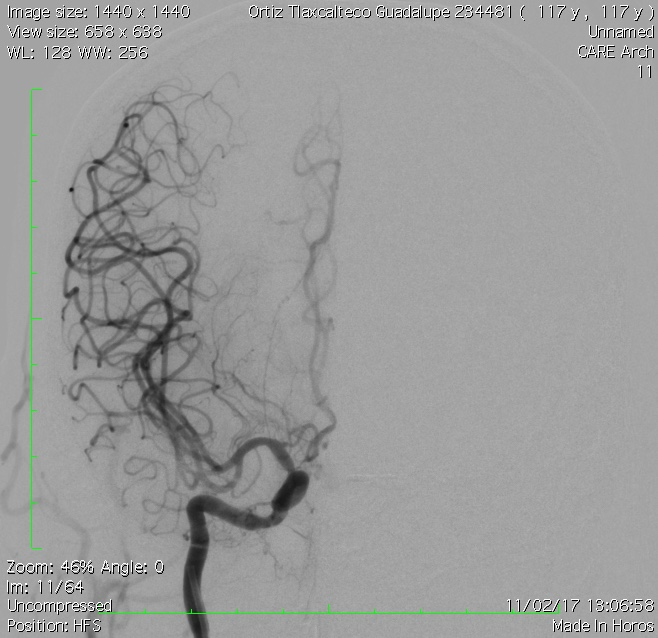 Image size: 1440 x 1440
Ortiz Tlaxcalteco Guadalupe 234481 ( 117 y, 117 y )
View size: 658 x 638
Unnamed
WL: 128 WW: 256
CARE Arch
11
Zoom: 46% Angle: 0
Im: 11/64
Uncompressed
11/02/17 18:06:58
Position: HFS
Made In Horos